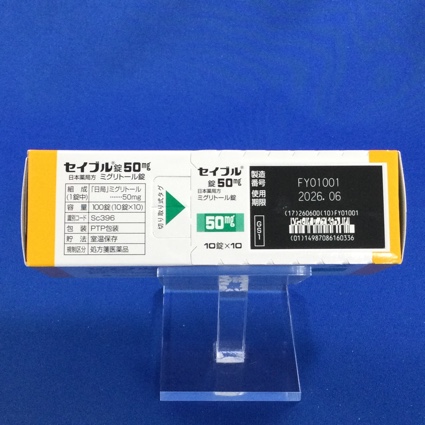 セイブル®錠50mg
日本薬局方 ミグリトール錠
組成(1錠中) 「日局」ミグリトール ……50mg
容量 100錠(10錠×10)
識別コード Sc396
包装 PTP包装
貯法 室温保存
規制区分 処方箋医薬品
切り取り式タグ
セイブル®錠50mg
日本薬局方 ミグリトール錠
50mg
10錠×10
製造番号 FY01001
使用期限 2026.06
GS1
(17)260600(10)FY01001
(01)14987081160336